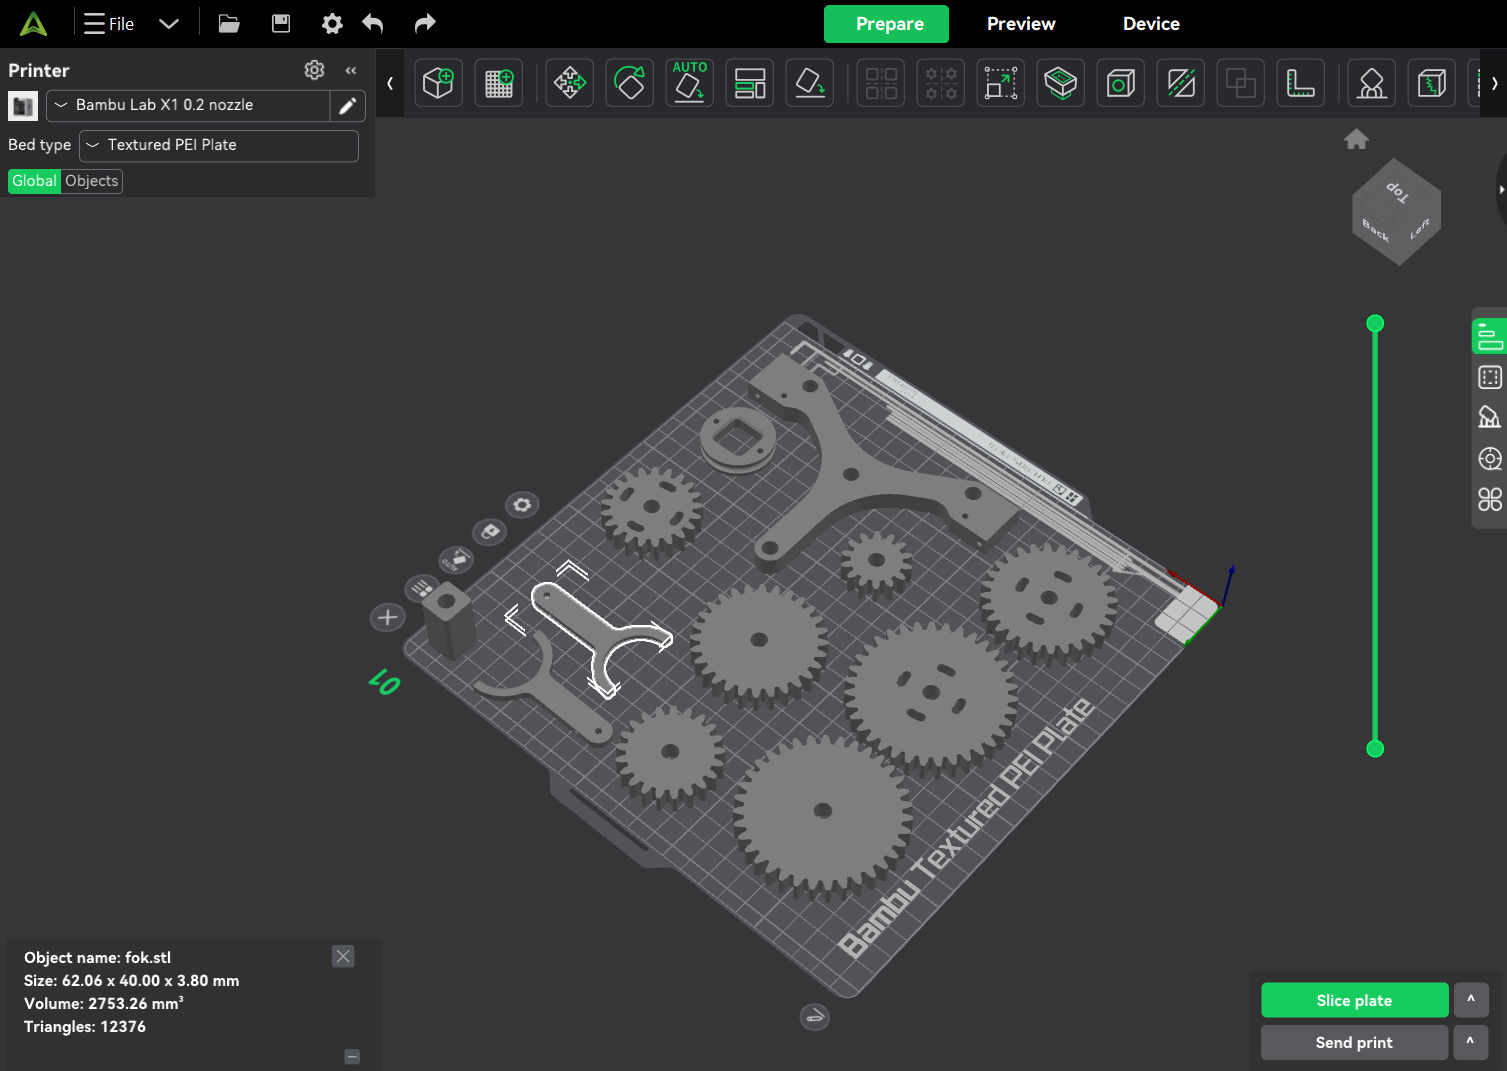 File
Prepare
Preview
Device
Printer
Bambu Lab X1 0.2 nozzle
Bed type
Textured PEI Plate
Global
Objects
AUTO
Top
Back
Left
AUTO
01
Bambu Textured PEI Plate
Object name: fok.stl
Size: 62.06 x 40.00 x 3.80 mm
Volume: 2753.26 mm³
Triangles: 12376
Slice plate
Send print